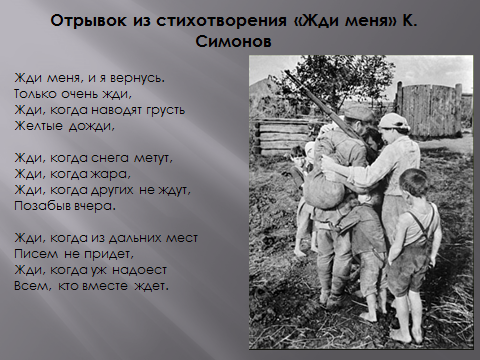 Отрывок из стихотворения «Жди меня» К.
Симонов
Жди меня, и я вернусь.
Только очень жди,
Жди, когда наводят грусть
Желтые дожди,
Жди, когда снега метут,
Жди, когда жара,
Жди, когда других не ждут,
Позабыв вчера.
Жди, когда из дальних мест
Писем не придет,
Жди, когда уж надоест
Всем, кто вместе ждет.